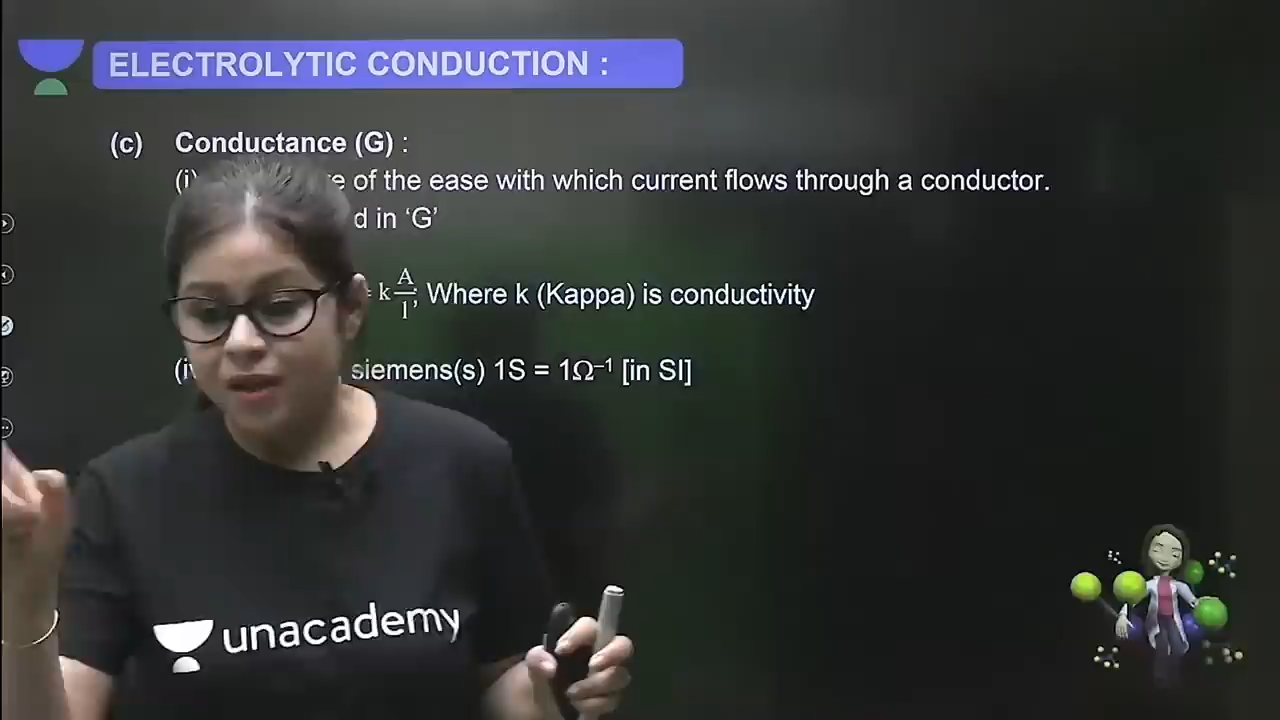 ELECTROLYTIC CONDUCTION :
(c) Conductance (G) :
of the ease with which current flows through a conductor.
in ‘G’
= k A/l; Where k (Kappa) is conductivity
siemens(s) 1S = 1Ω⁻¹ [in SI]
unacademy